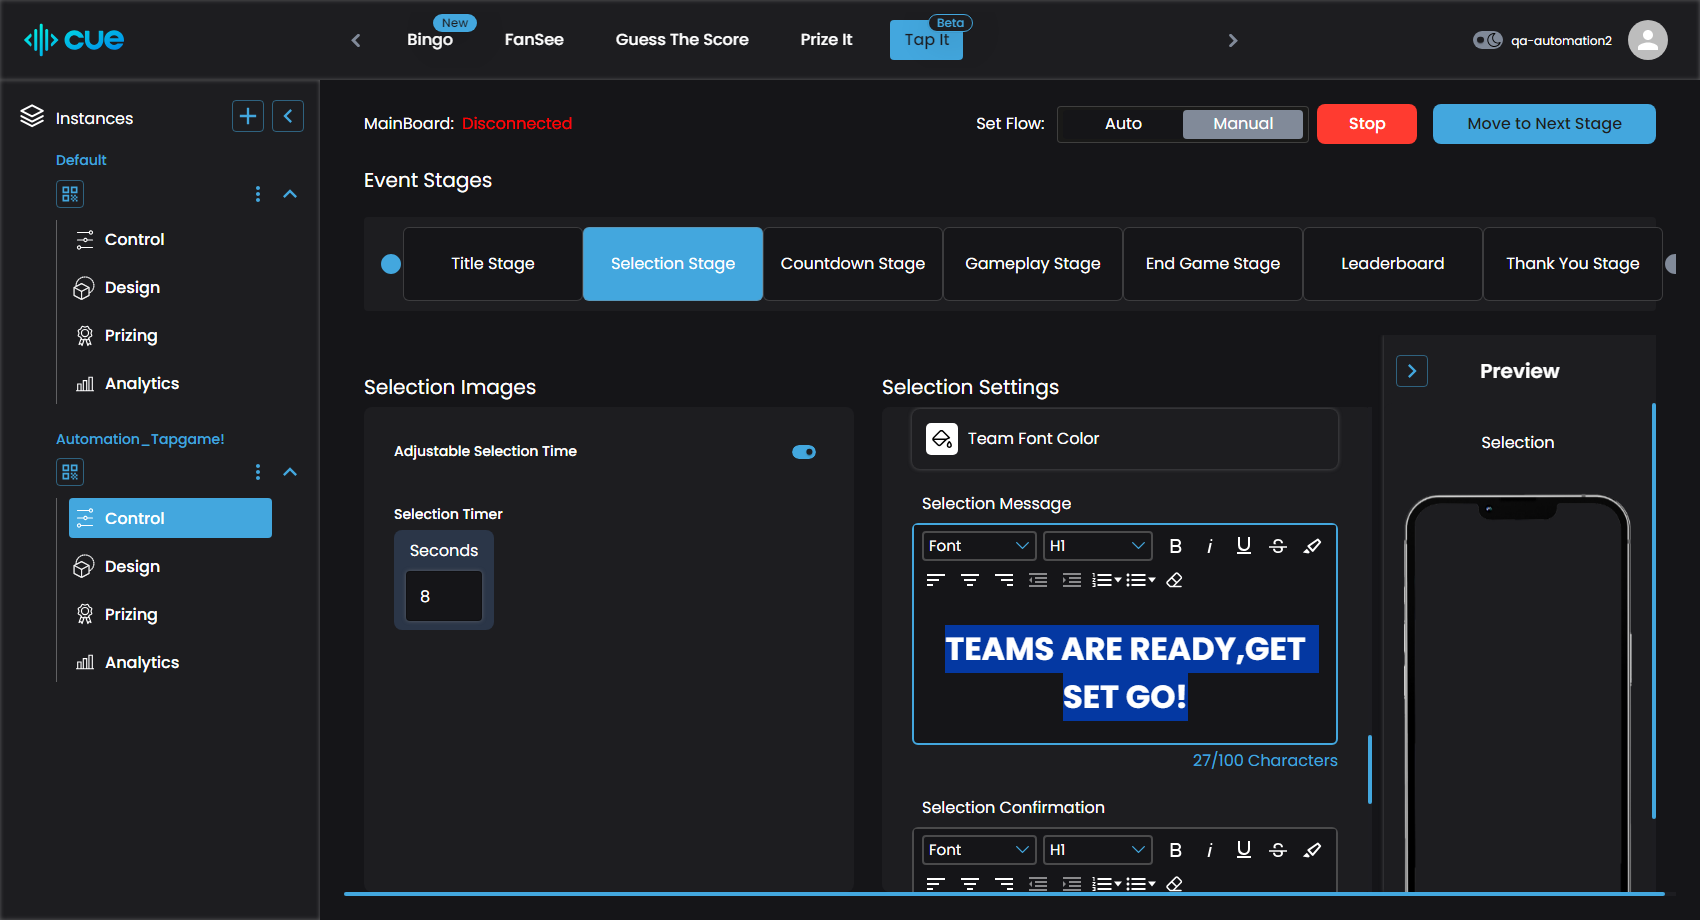 cue
New
Bingo
FanSee
Guess The Score
Prize It
Beta
Tap It
qa-automation2
Instances
Default
Control
Design
Prizing
Analytics
Automation_Tapgame!
Control
Design
Prizing
Analytics
MainBoard: Disconnected
Set Flow:
Auto
Manual
Stop
Move to Next Stage
Event Stages
Title Stage
Selection Stage
Countdown Stage
Gameplay Stage
End Game Stage
Leaderboard
Thank You Stage
Selection Images
Adjustable Selection Time
Selection Timer
Seconds
8
Selection Settings
Team Font Color
Selection Message
Font
H1
B i U S
TEAMS ARE READY,GET
SET GO!
27/100 Characters
Selection Confirmation
Font
H1
B i U S
Preview
Selection